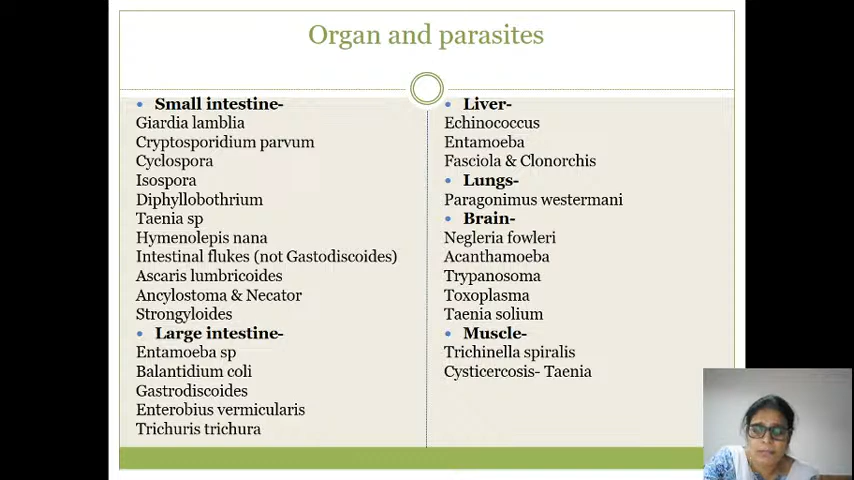 Organ and parasites
• Small intestine-
Giardia lamblia
Cryptosporidium parvum
Cyclospora
Isospora
Diphyllobothrium
Taenia sp
Hymenolepis nana
Intestinal flukes (not Gastodiscoides)
Ascaris lumbricoides
Ancylostoma & Necator
Strongyloides
• Large intestine-
Entamoeba sp
Balantidium coli
Gastrodiscoides
Enterobius vermicularis
Trichuris trichura
• Liver-
Echinococcus
Entamoeba
Fasciola & Clonorchis
• Lungs-
Paragonimus westermani
• Brain-
Negleria fowleri
Acanthamoeba
Trypanosoma
Toxoplasma
Taenia solium
• Muscle-
Trichinella spiralis
Cysticercosis- Taenia